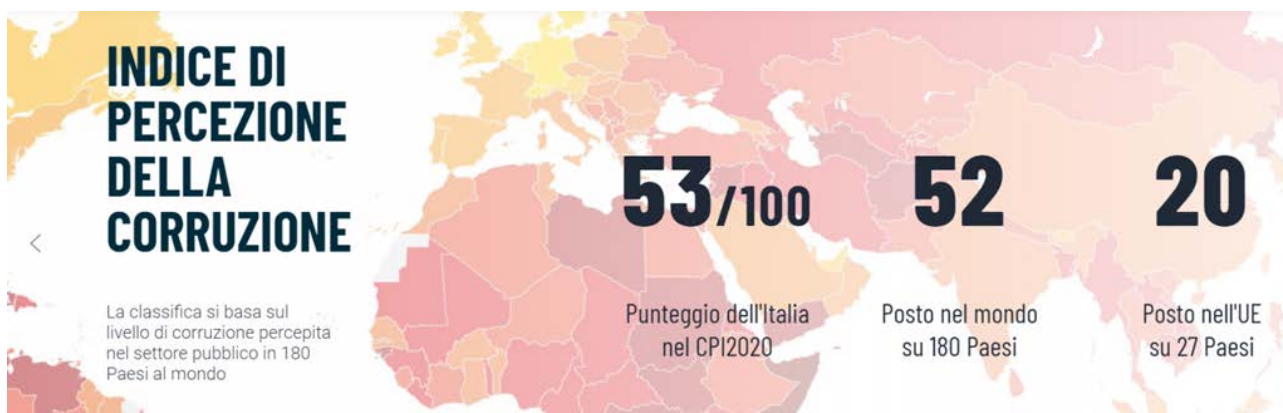 INDICE DI
PERCEZIONE
DELLA
CORRUZIONE
La classifica si basa sul
livello di corruzione percepita
nel settore pubblico in 180
Paesi al mondo
53/100
Punteggio dell'Italia
nel CPI2020
52
Posto nel mondo
su 180 Paesi
20
Posto nell'UE
su 27 Paesi